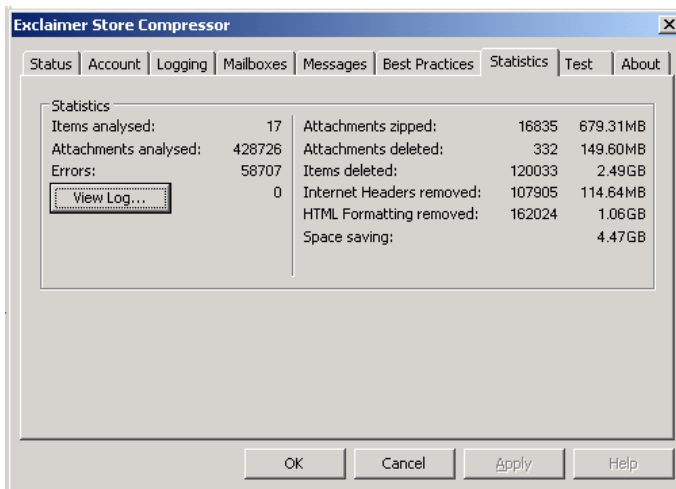 Exclaimer Store Compressor
Status Account Logging Mailboxes Messages Best Practices Statistics Test About
Statistics
Items analysed: 17 Attachments zipped: 16835 679.31MB
Attachments analysed: 428726 Attachments deleted: 332 149.60MB
Errors: 58707 Items deleted: 120033 2.49GB
View Log... 0 Internet Headers removed: 107905 114.64MB
HTML Formatting removed: 162024 1.06GB
Space saving: 4.47GB
OK Cancel Apply Help